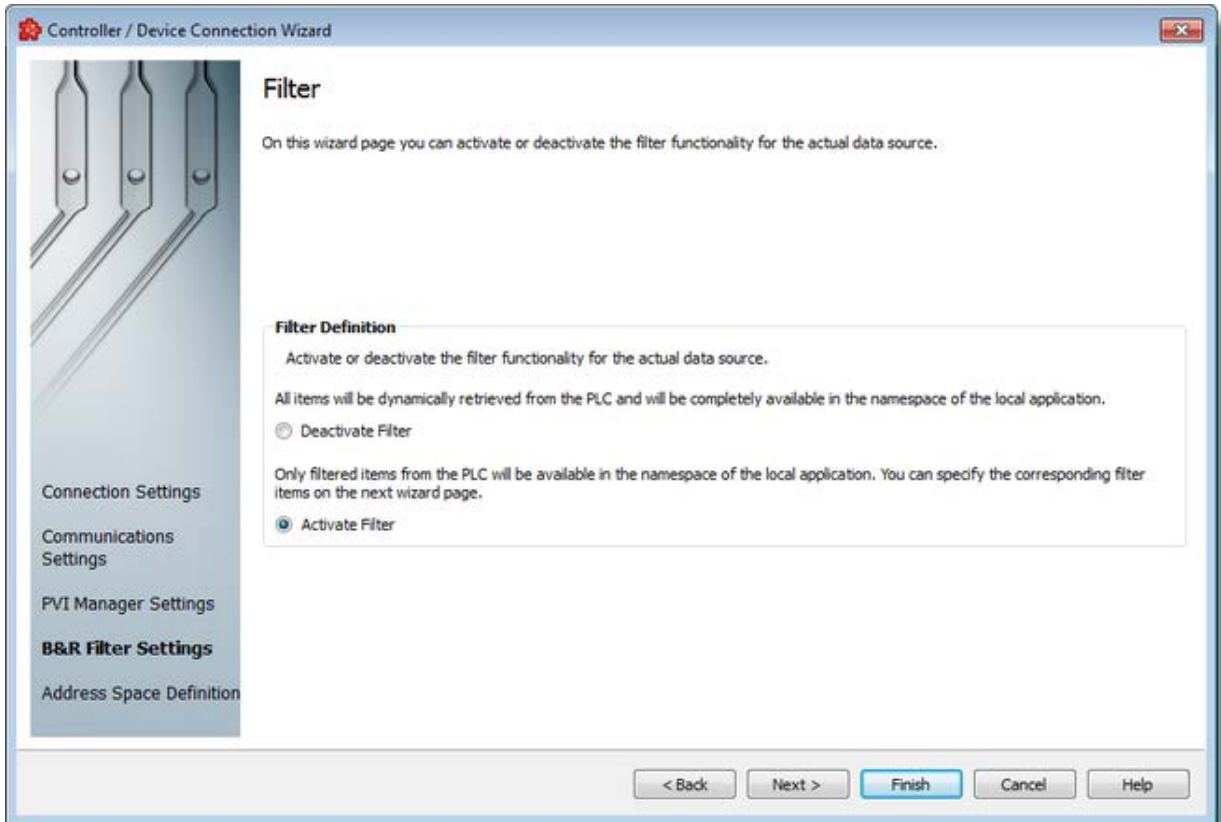 Controller / Device Connection Wizard
Filter
On this wizard page you can activate or deactivate the filter functionality for the actual data source.
Filter Definition
Activate or deactivate the filter functionality for the actual data source.
All items will be dynamically retrieved from the PLC and will be completely available in the namespace of the local application.
Deactivate Filter
Only filtered items from the PLC will be available in the namespace of the local application. You can specify the corresponding filter
items on the next wizard page.
Activate Filter
Connection Settings
Communications
Settings
PVI Manager Settings
B&R Filter Settings
Address Space Definition
< Back
Next >
Finish
Cancel
Help